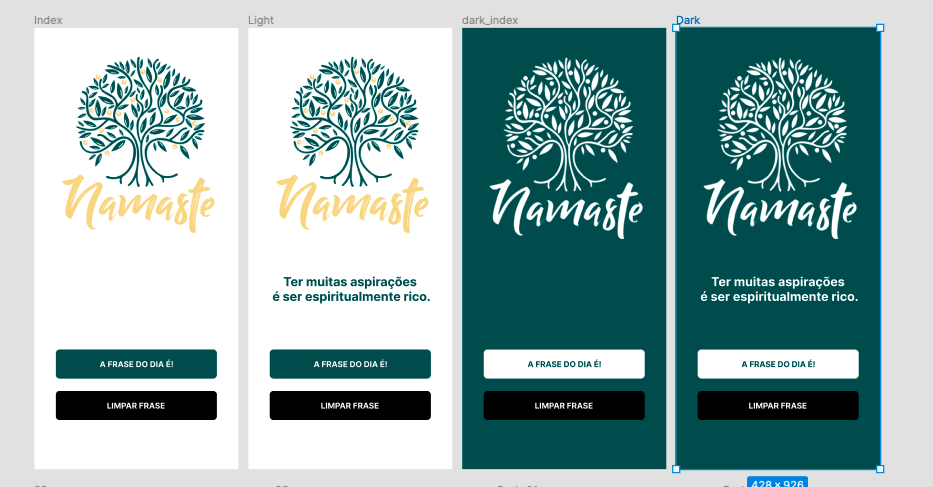 Index
Light
dark_index
Dark
Namaste
Namaste
Namaste
Namaste
Ter muitas aspirações
é ser espiritualmente rico.
Ter muitas aspirações
é ser espiritualmente rico.
A FRASE DO DIA É!
A FRASE DO DIA É!
A FRASE DO DIA É!
A FRASE DO DIA É!
LIMPAR FRASE
LIMPAR FRASE
LIMPAR FRASE
LIMPAR FRASE
428 × 926